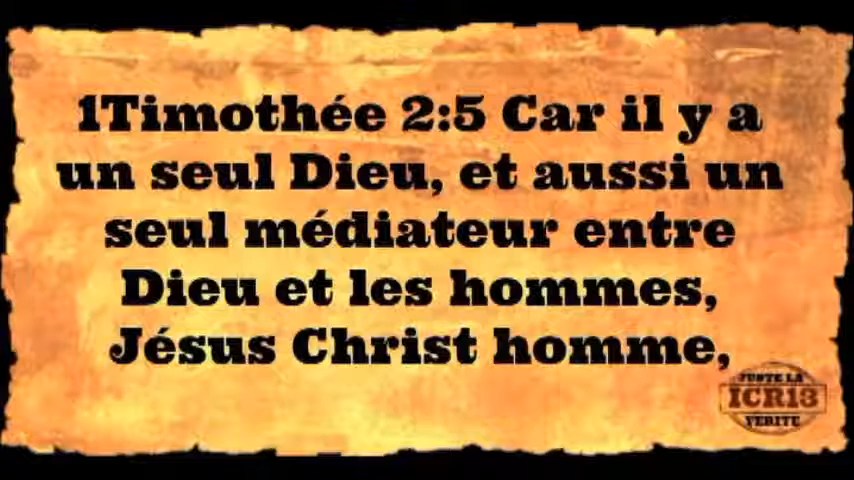 1Timothée 2:5 Car il y a
un seul Dieu, et aussi un
seul médiateur entre
Dieu et les hommes,
Jésus Christ homme,
JUSTE LA
ICR13
VERITE